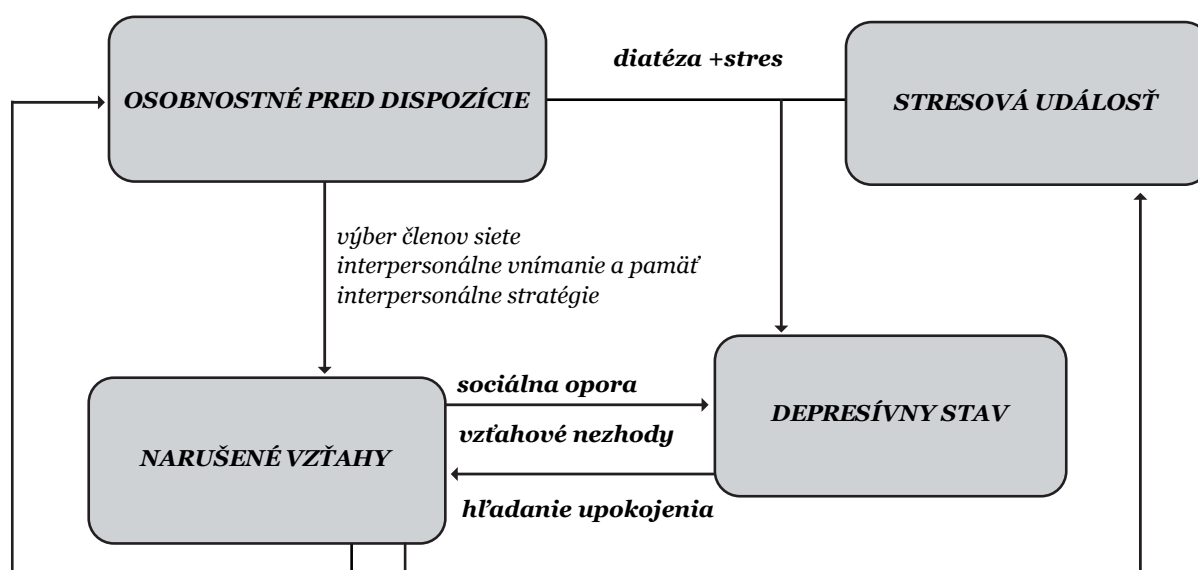 diatéza +stres
OSOBNOSTNÉ PRED DISPOZÍCIE
STRESOVÁ UDÁLOSŤ
výber členov siete
interpersonálne vnímanie a pamäť
interpersonálne stratégie
sociálna opora
DEPRESÍVNY STAV
vzťahové nezhody
NARUŠENÉ VZŤAHY
hľadanie upokojenia